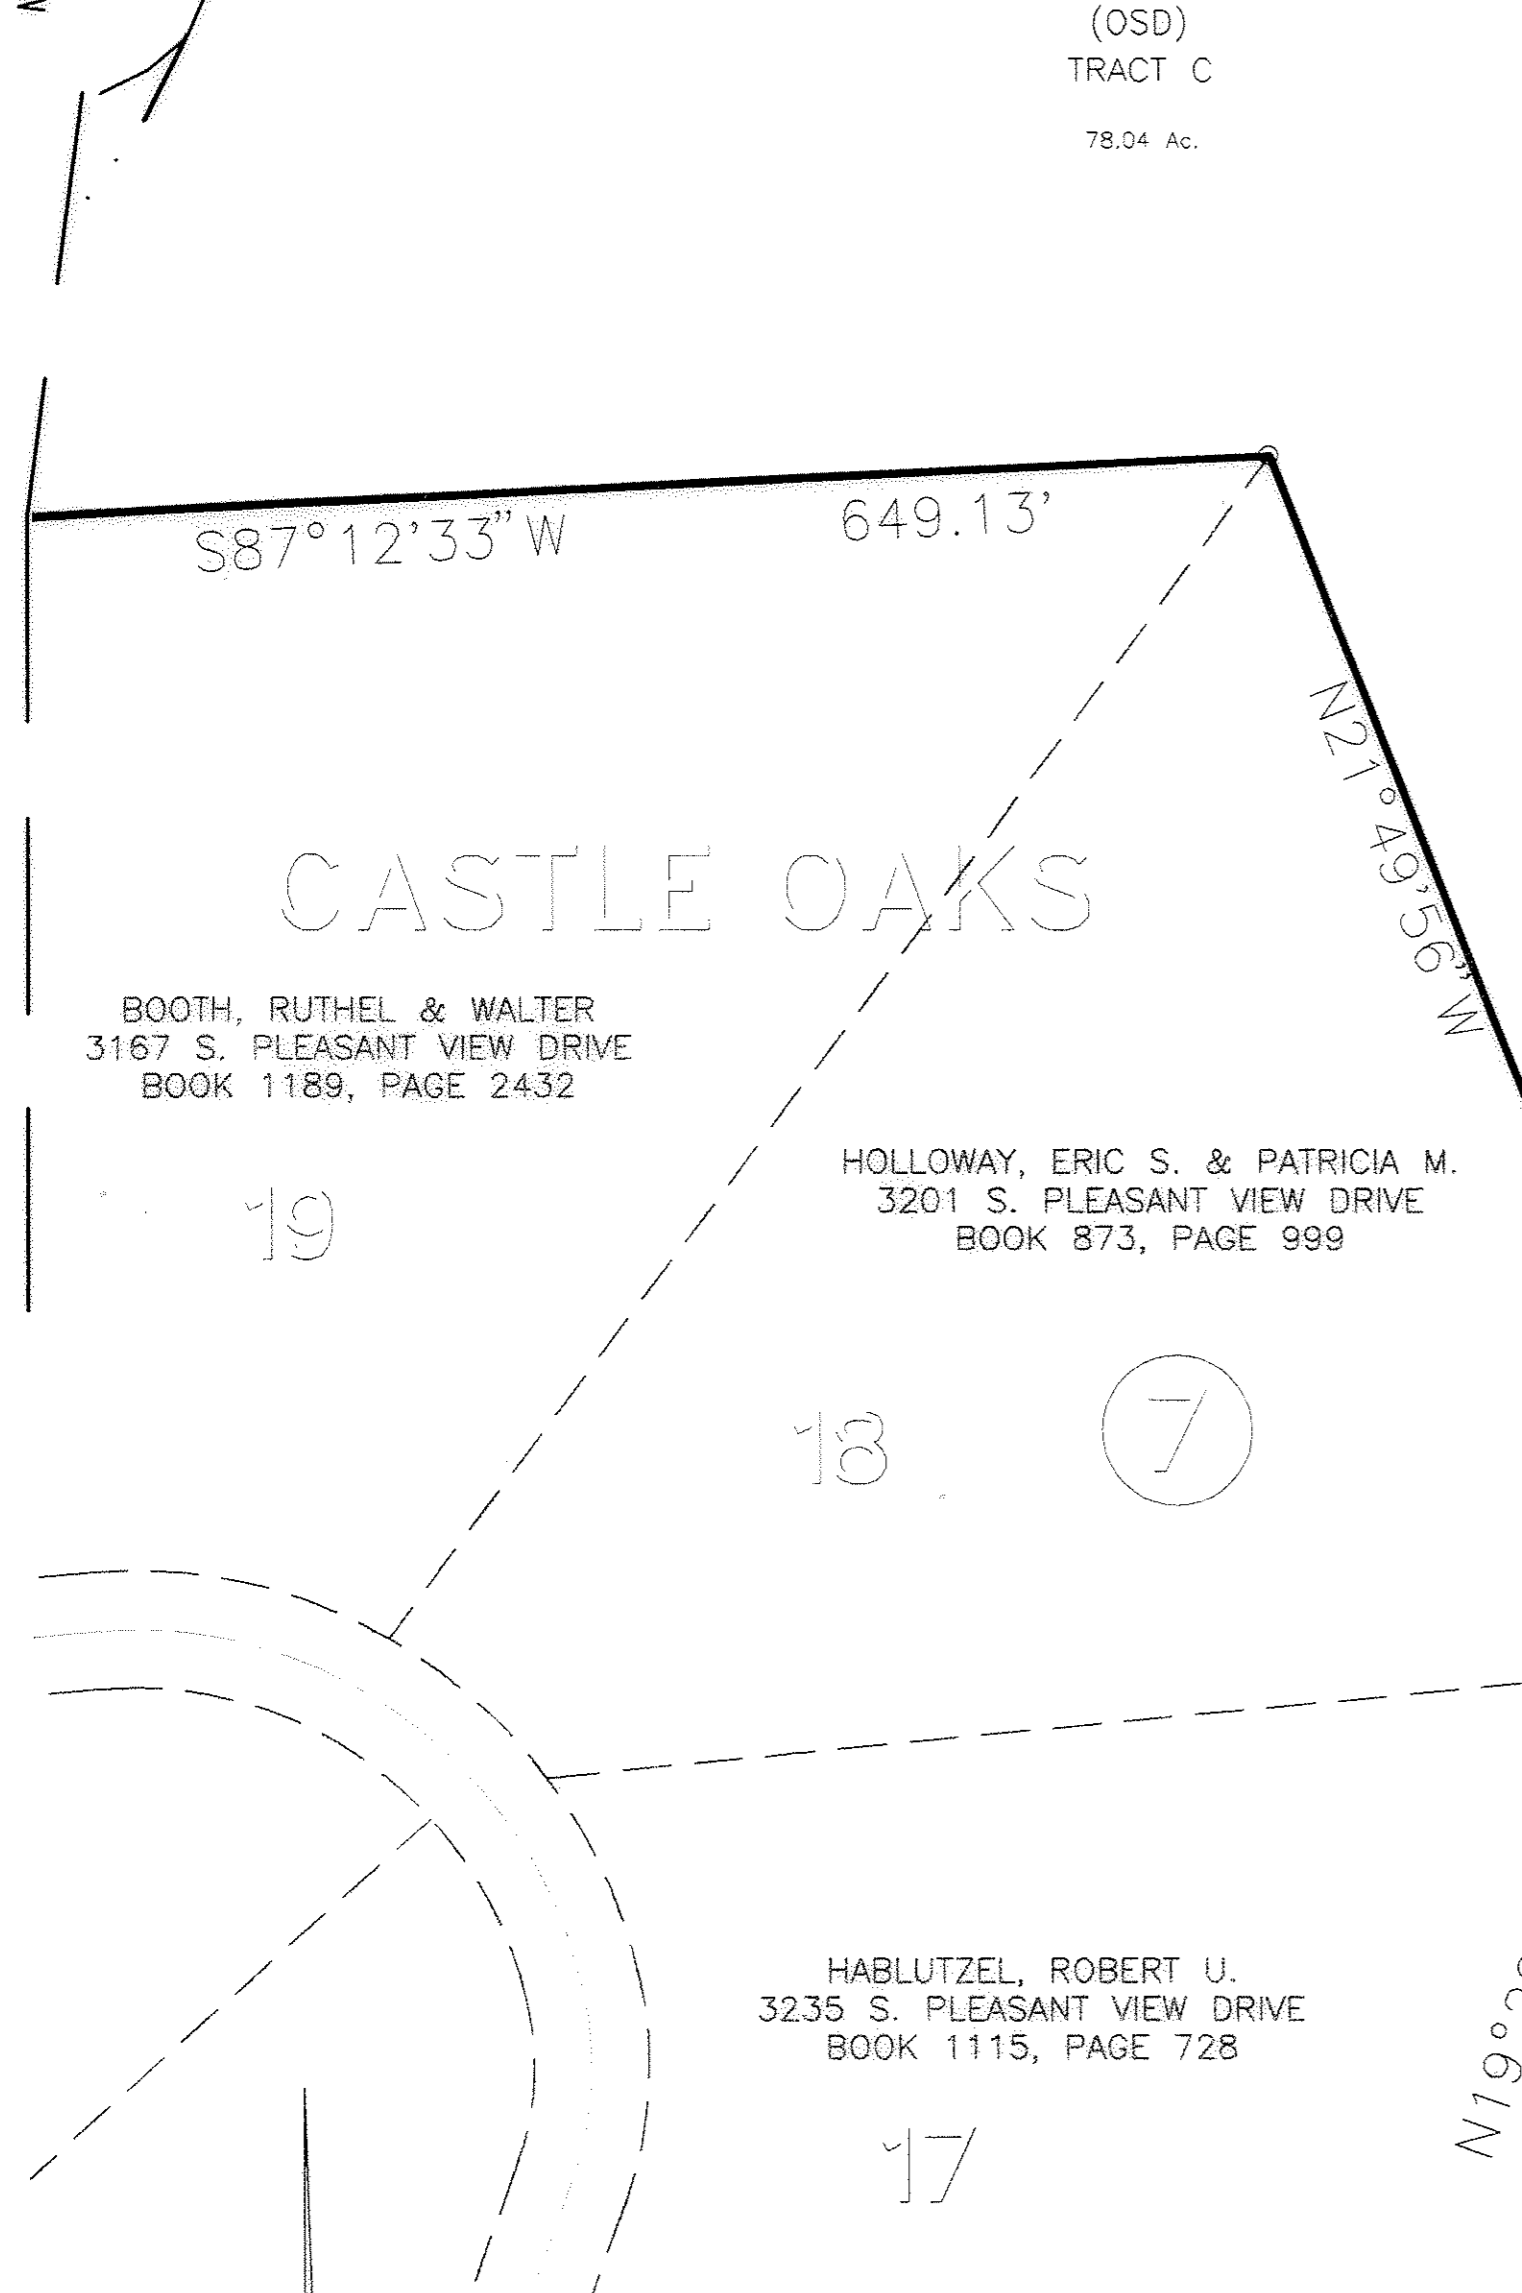 (OSD)
TRACT C
78.04 Ac.
S87°12'33"W
649.13'
N21°49'56"W
CASTLE OAKS
BOOTH, RUTHEL & WALTER
3167 S. PLEASANT VIEW DRIVE
BOOK 1189, PAGE 2432
19
HOLLOWAY, ERIC S. & PATRICIA M.
3201 S. PLEASANT VIEW DRIVE
BOOK 873, PAGE 999
18
7
HABLUTZEL, ROBERT U.
3235 S. PLEASANT VIEW DRIVE
BOOK 1115, PAGE 728
17
N19°